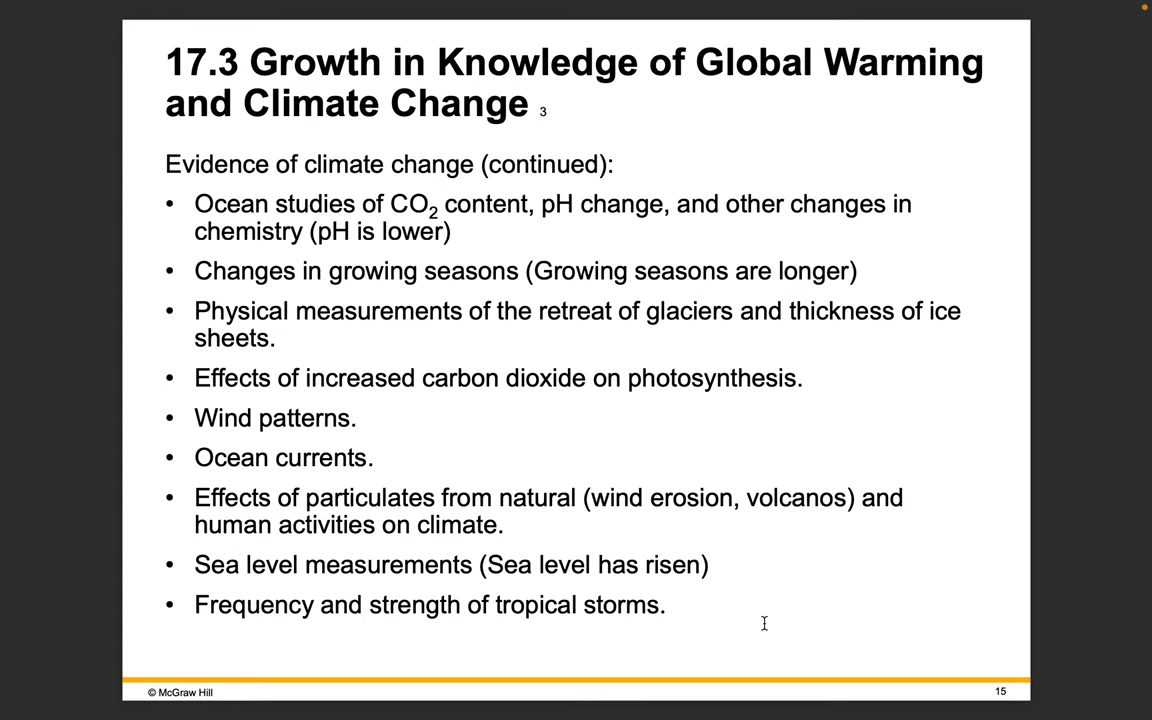 17.3 Growth in Knowledge of Global Warming
and Climate Change 3
Evidence of climate change (continued):
• Ocean studies of CO₂ content, pH change, and other changes in
chemistry (pH is lower)
• Changes in growing seasons (Growing seasons are longer)
• Physical measurements of the retreat of glaciers and thickness of ice
sheets.
• Effects of increased carbon dioxide on photosynthesis.
• Wind patterns.
• Ocean currents.
• Effects of particulates from natural (wind erosion, volcanos) and
human activities on climate.
• Sea level measurements (Sea level has risen)
• Frequency and strength of tropical storms.
© McGraw Hill
15